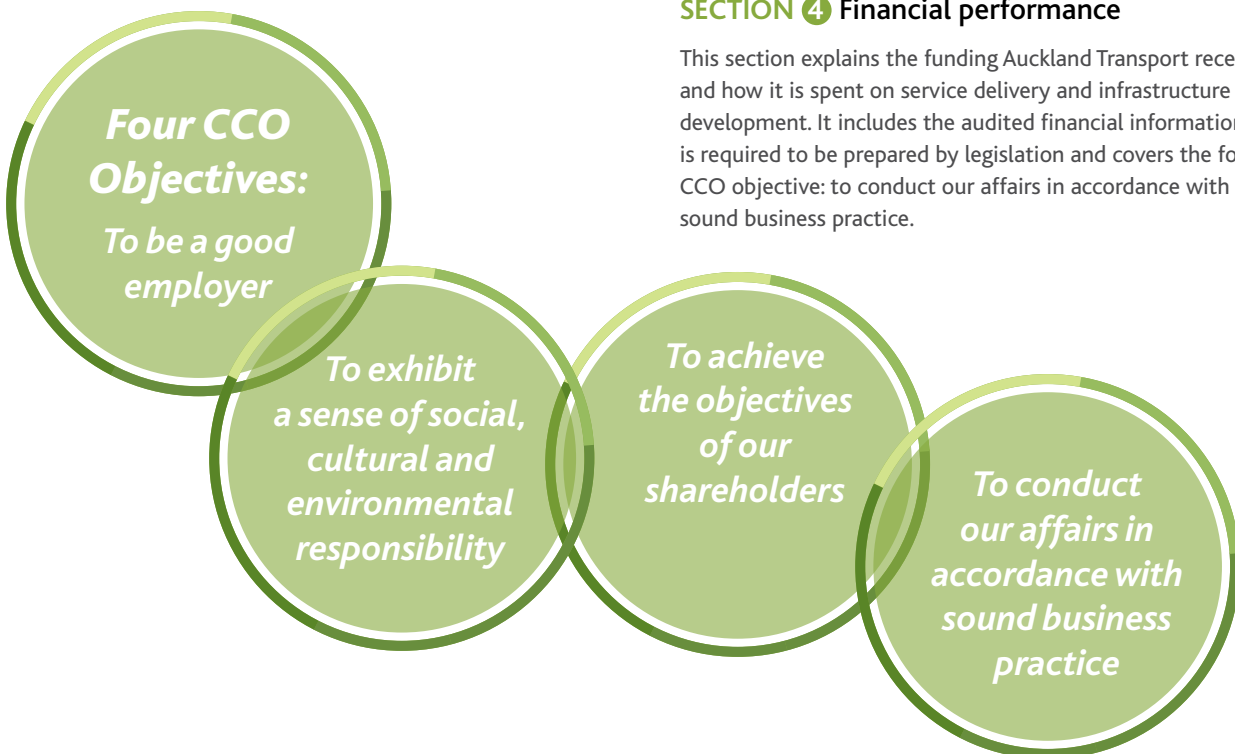 SECTION 4 Financial performance
This section explains the funding Auckland Transport
and how it is spent on service delivery and infrastructure
development. It includes the audited financial information
is required to be prepared by legislation and covers the
CCO objective: to conduct our affairs in accordance with
sound business practice.
Four CCO
Objectives:
To be a good
employer
To exhibit
a sense of social,
cultural and
environmental
responsibility
To achieve
the objectives
of our
shareholders
To conduct
our affairs in
accordance with
sound business
practice